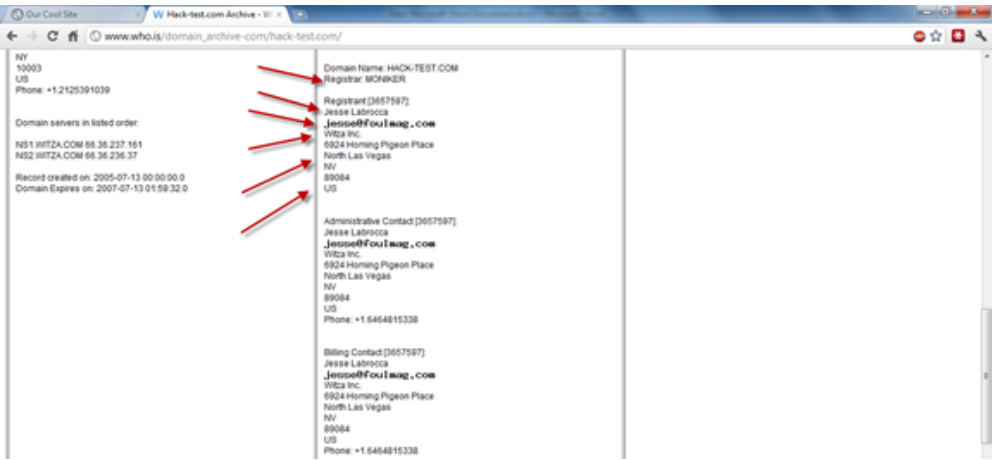 Our Cool Site
Hack-test.com Archive - W
www.who.is/domain_archive-com/hack-test.com/
NY
10003
US
Phone: +1.2125391039
Domain servers in listed order:
NS1.WITZA.COM 66.36.237.161
NS2.WITZA.COM 66.36.236.37
Record created on: 2005-07-13 00:00:00.0
Domain Expires on: 2007-07-13 01:59:32.0
Domain Name: HACK-TEST.COM
Registrar: MONIKER
Registrant [3657597]:
Jesse Labrocca
jesse@foulmag.com
Witza Inc.
6924 Homing Pigeon Place
North Las Vegas
NV
89084
US
Administrative Contact [3657597]:
Jesse Labrocca
jesse@foulmag.com
Witza Inc.
6924 Homing Pigeon Place
North Las Vegas
NV
89084
US
Phone: +1.6464815338
Billing Contact [3657597]:
Jesse Labrocca
jesse@foulmag.com
Witza Inc.
6924 Homing Pigeon Place
North Las Vegas
NV
89084
US
Phone: +1.6464815338